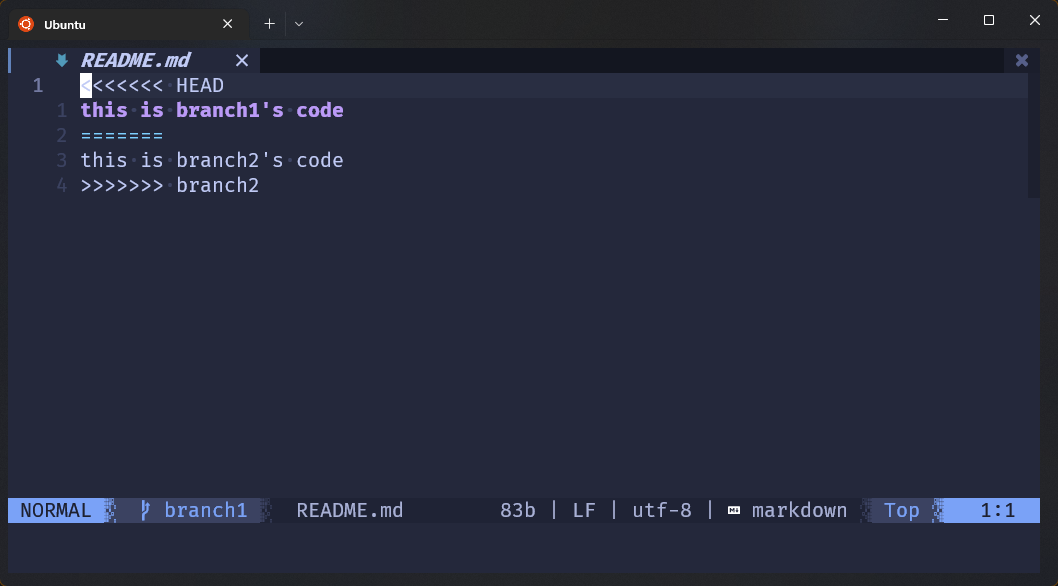 Ubuntu
README.md
1 <<<<<<< HEAD
1 this is branch1's code
2 =======
3 this is branch2's code
4 >>>>>>> branch2
NORMAL branch1 README.md 83b | LF | utf-8 | markdown Top 1:1